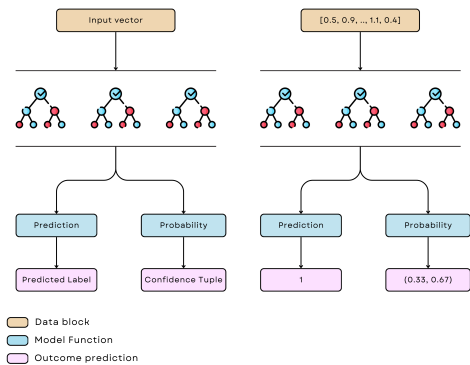 Input vector
[0.5, 0.9, .., 1.1, 0.4]
Prediction
Probability
Prediction
Probability
Predicted Label
Confidence Tuple
1
(0.33, 0.67)
Data block
Model Function
Outcome prediction